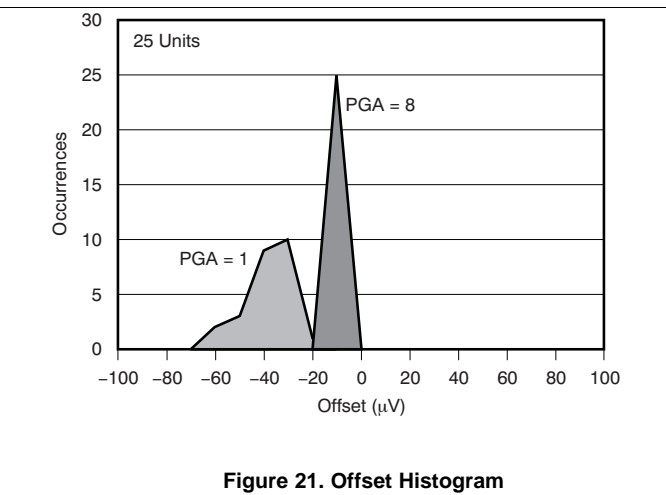 30
25 Units
25
PGA = 8
20
Occurrences
15
10
PGA = 1
5
0
−100 −80 −60 −40 −20 0 20 40 60 80 100
Offset (μV)
Figure 21. Offset Histogram